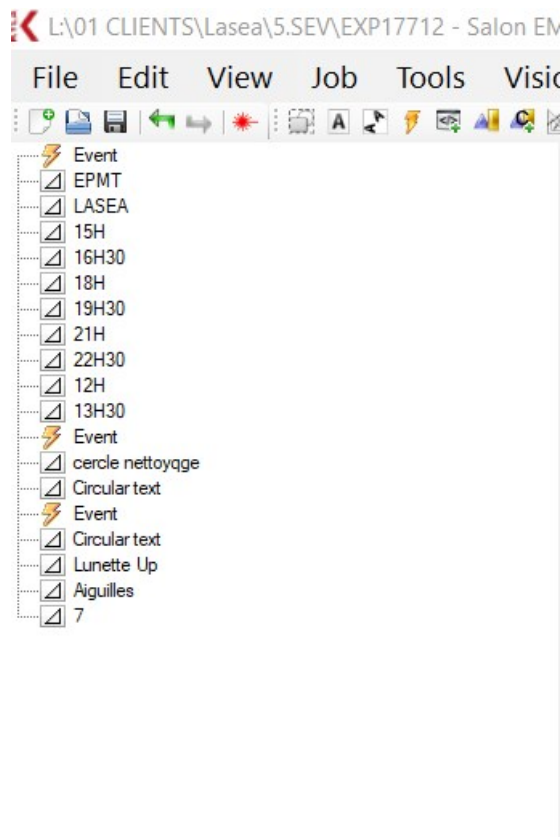 L:\01 CLIENTS\Lasea\5.SEV\EXP17712 - Salon EM
File Edit View Job Tools Visio
Event
EPMT
LASEA
15H
16H30
18H
19H30
21H
22H30
12H
13H30
Event
cercle nettoyqge
Circular text
Event
Circular text
Lunette Up
Aiguilles
7